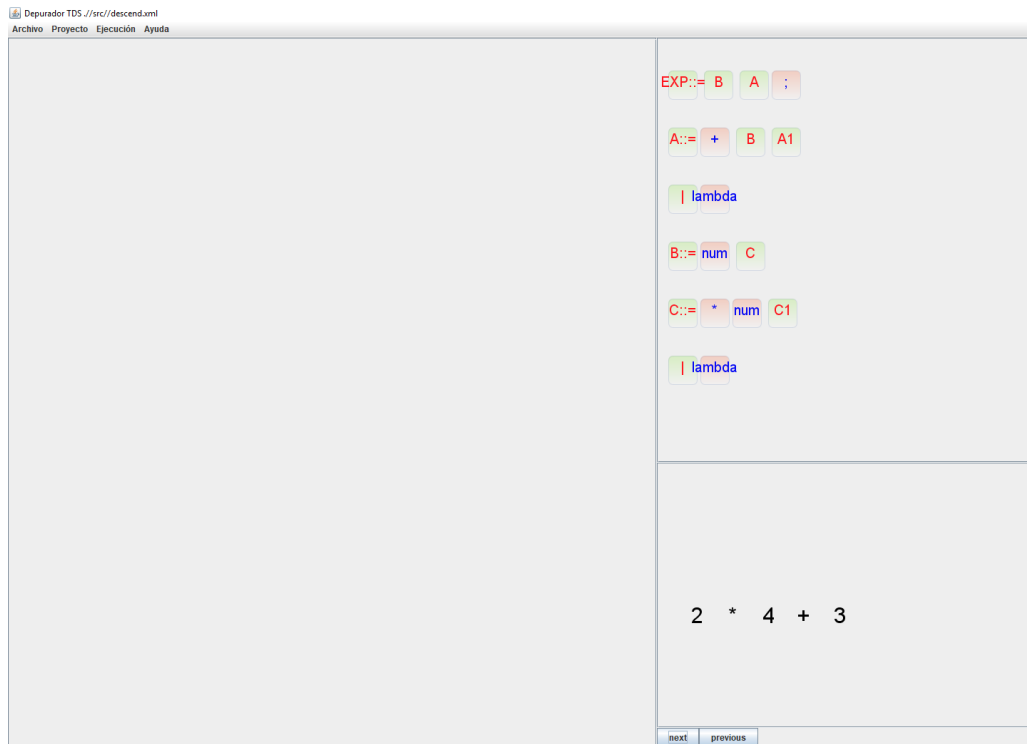 Depurador TDS .//src//descend.xml
Archivo Proyecto Ejecución Ayuda
EXP::= B A ;
A::= + B A1
| lambda
B::= num C
C::= * num C1
| lambda
2 * 4 + 3
next previous